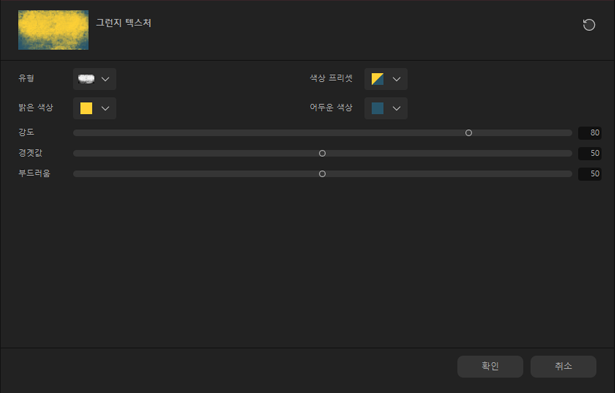 그런지 텍스처
유형
색상 프리셋
밝은 색상
어두운 색상
강도 80
경곗값 50
부드러움 50
확인 취소